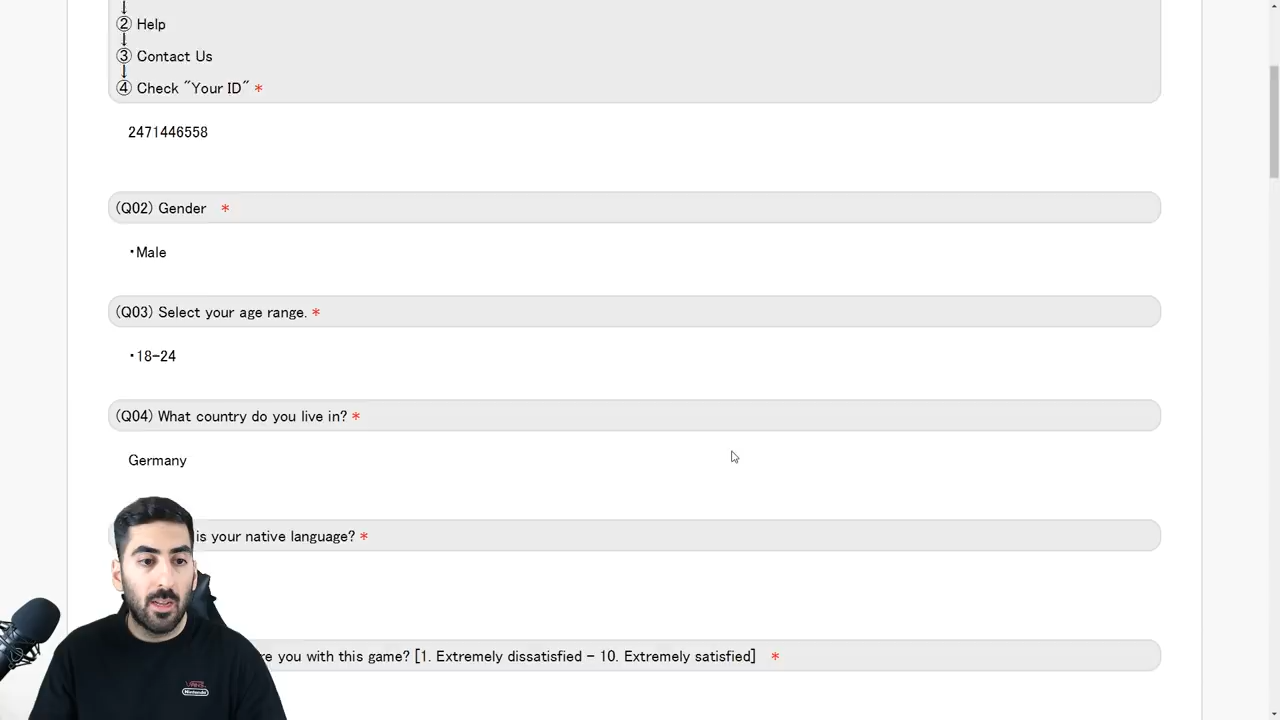 ↓
② Help
↓
③ Contact Us
↓
④ Check "Your ID" *
2471446558
(Q02) Gender *
・Male
(Q03) Select your age range. *
・18-24
(Q04) What country do you live in? *
Germany
is your native language? *
re you with this game? [1. Extremely dissatisfied - 10. Extremely satisfied] *
Nintendo